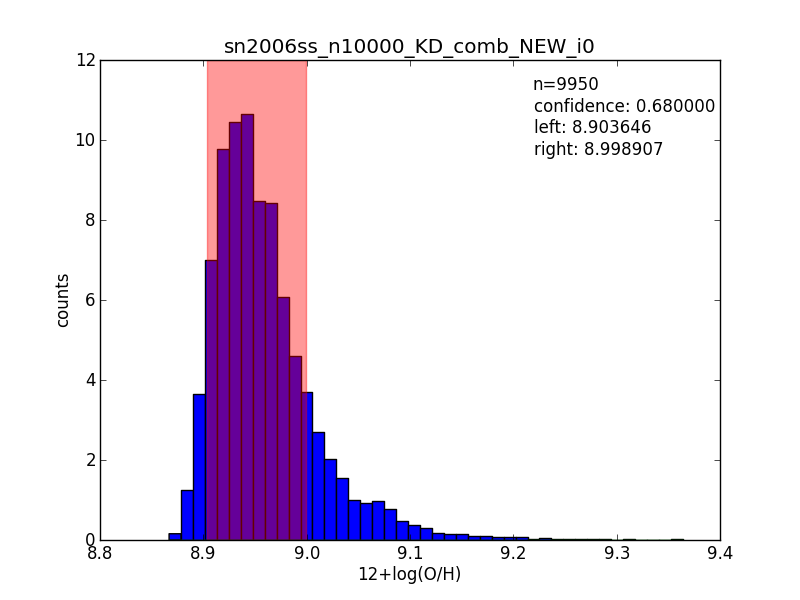 sn2006ss_n10000_KD_comb_NEW_i0
12
10
8
6
4
2
0
counts
n=9950
confidence: 0.680000
left: 8.903646
right: 8.998907
8.8
8.9
9.0
9.1
9.2
9.3
9.4
12+log(O/H)